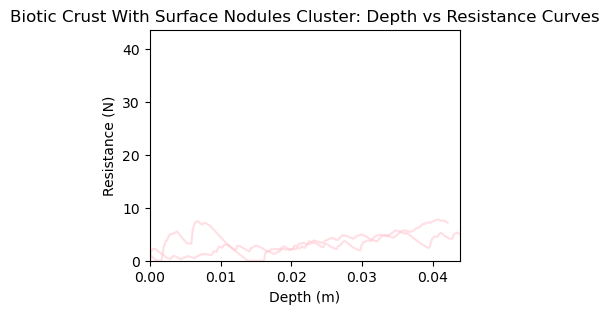 Biotic Crust With Surface Nodules Cluster: Depth vs Resistance Curves
40
30
20
10
0
Resistance (N)
0.00 0.01 0.02 0.03 0.04
Depth (m)